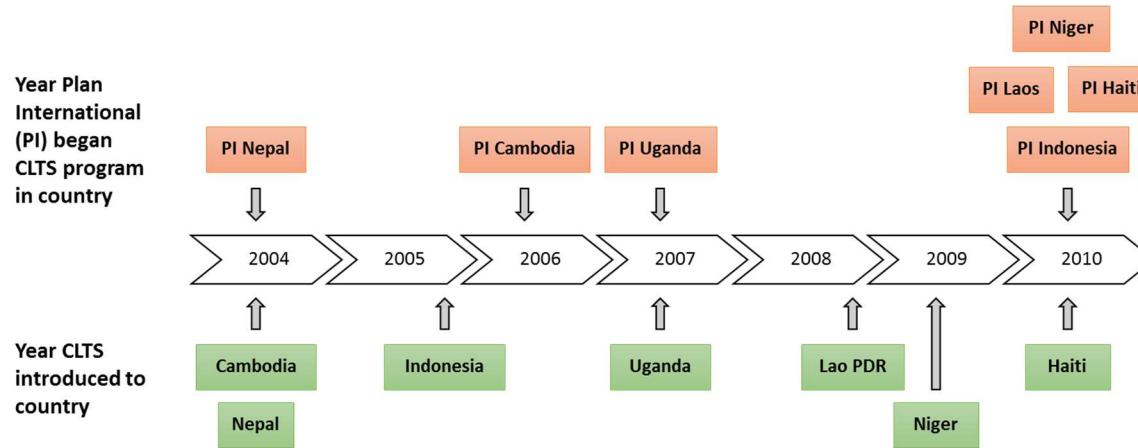 PI Niger
PI Laos
PI Haiti
Year Plan
International
(PI) began
CLTS program
in country
PI Nepal
PI Cambodia
PI Uganda
PI Indonesia
2004
2005
2006
2007
2008
2009
2010
Year CLTS
introduced to
country
Cambodia
Indonesia
Uganda
Lao PDR
Haiti
Nepal
Niger